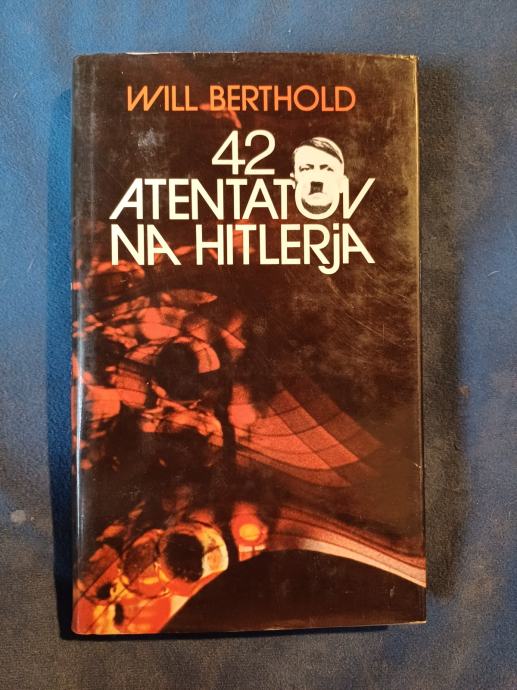 WILL BERTHOLD
42
ATENTATOV
NA HITLERjA